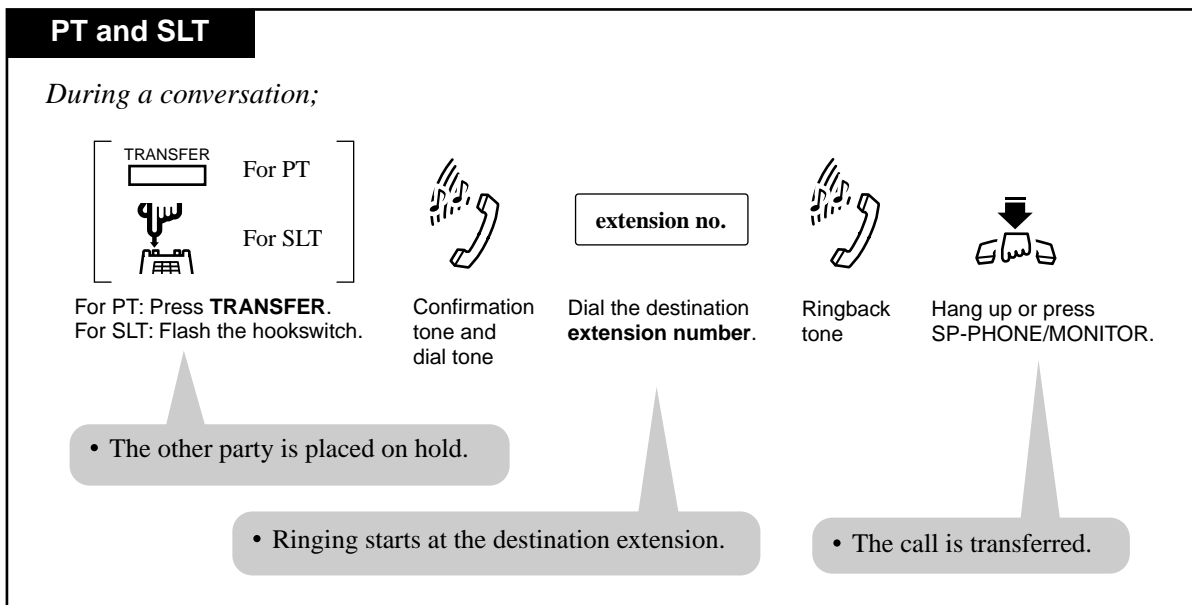 PT and SLT
During a conversation;
TRANSFER
For PT
For SLT
extension no.
For PT: Press TRANSFER.
For SLT: Flash the hookswitch.
Confirmation
tone and
dial tone
Dial the destination
extension number.
Ringback
tone
Hang up or press
SP-PHONE/MONITOR.
• The other party is placed on hold.
• Ringing starts at the destination extension.
• The call is transferred.